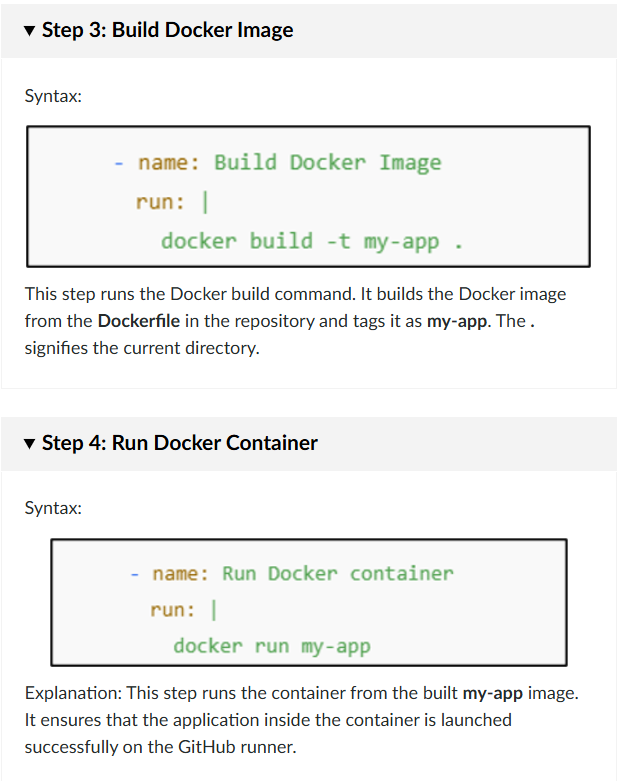 ▼ Step 3: Build Docker Image
Syntax:
- name: Build Docker Image
run: |
docker build -t my-app .
This step runs the Docker build command. It builds the Docker image
from the Dockerfile in the repository and tags it as my-app. The .
signifies the current directory.
▼ Step 4: Run Docker Container
Syntax:
- name: Run Docker container
run: |
docker run my-app
Explanation: This step runs the container from the built my-app image.
It ensures that the application inside the container is launched
successfully on the GitHub runner.